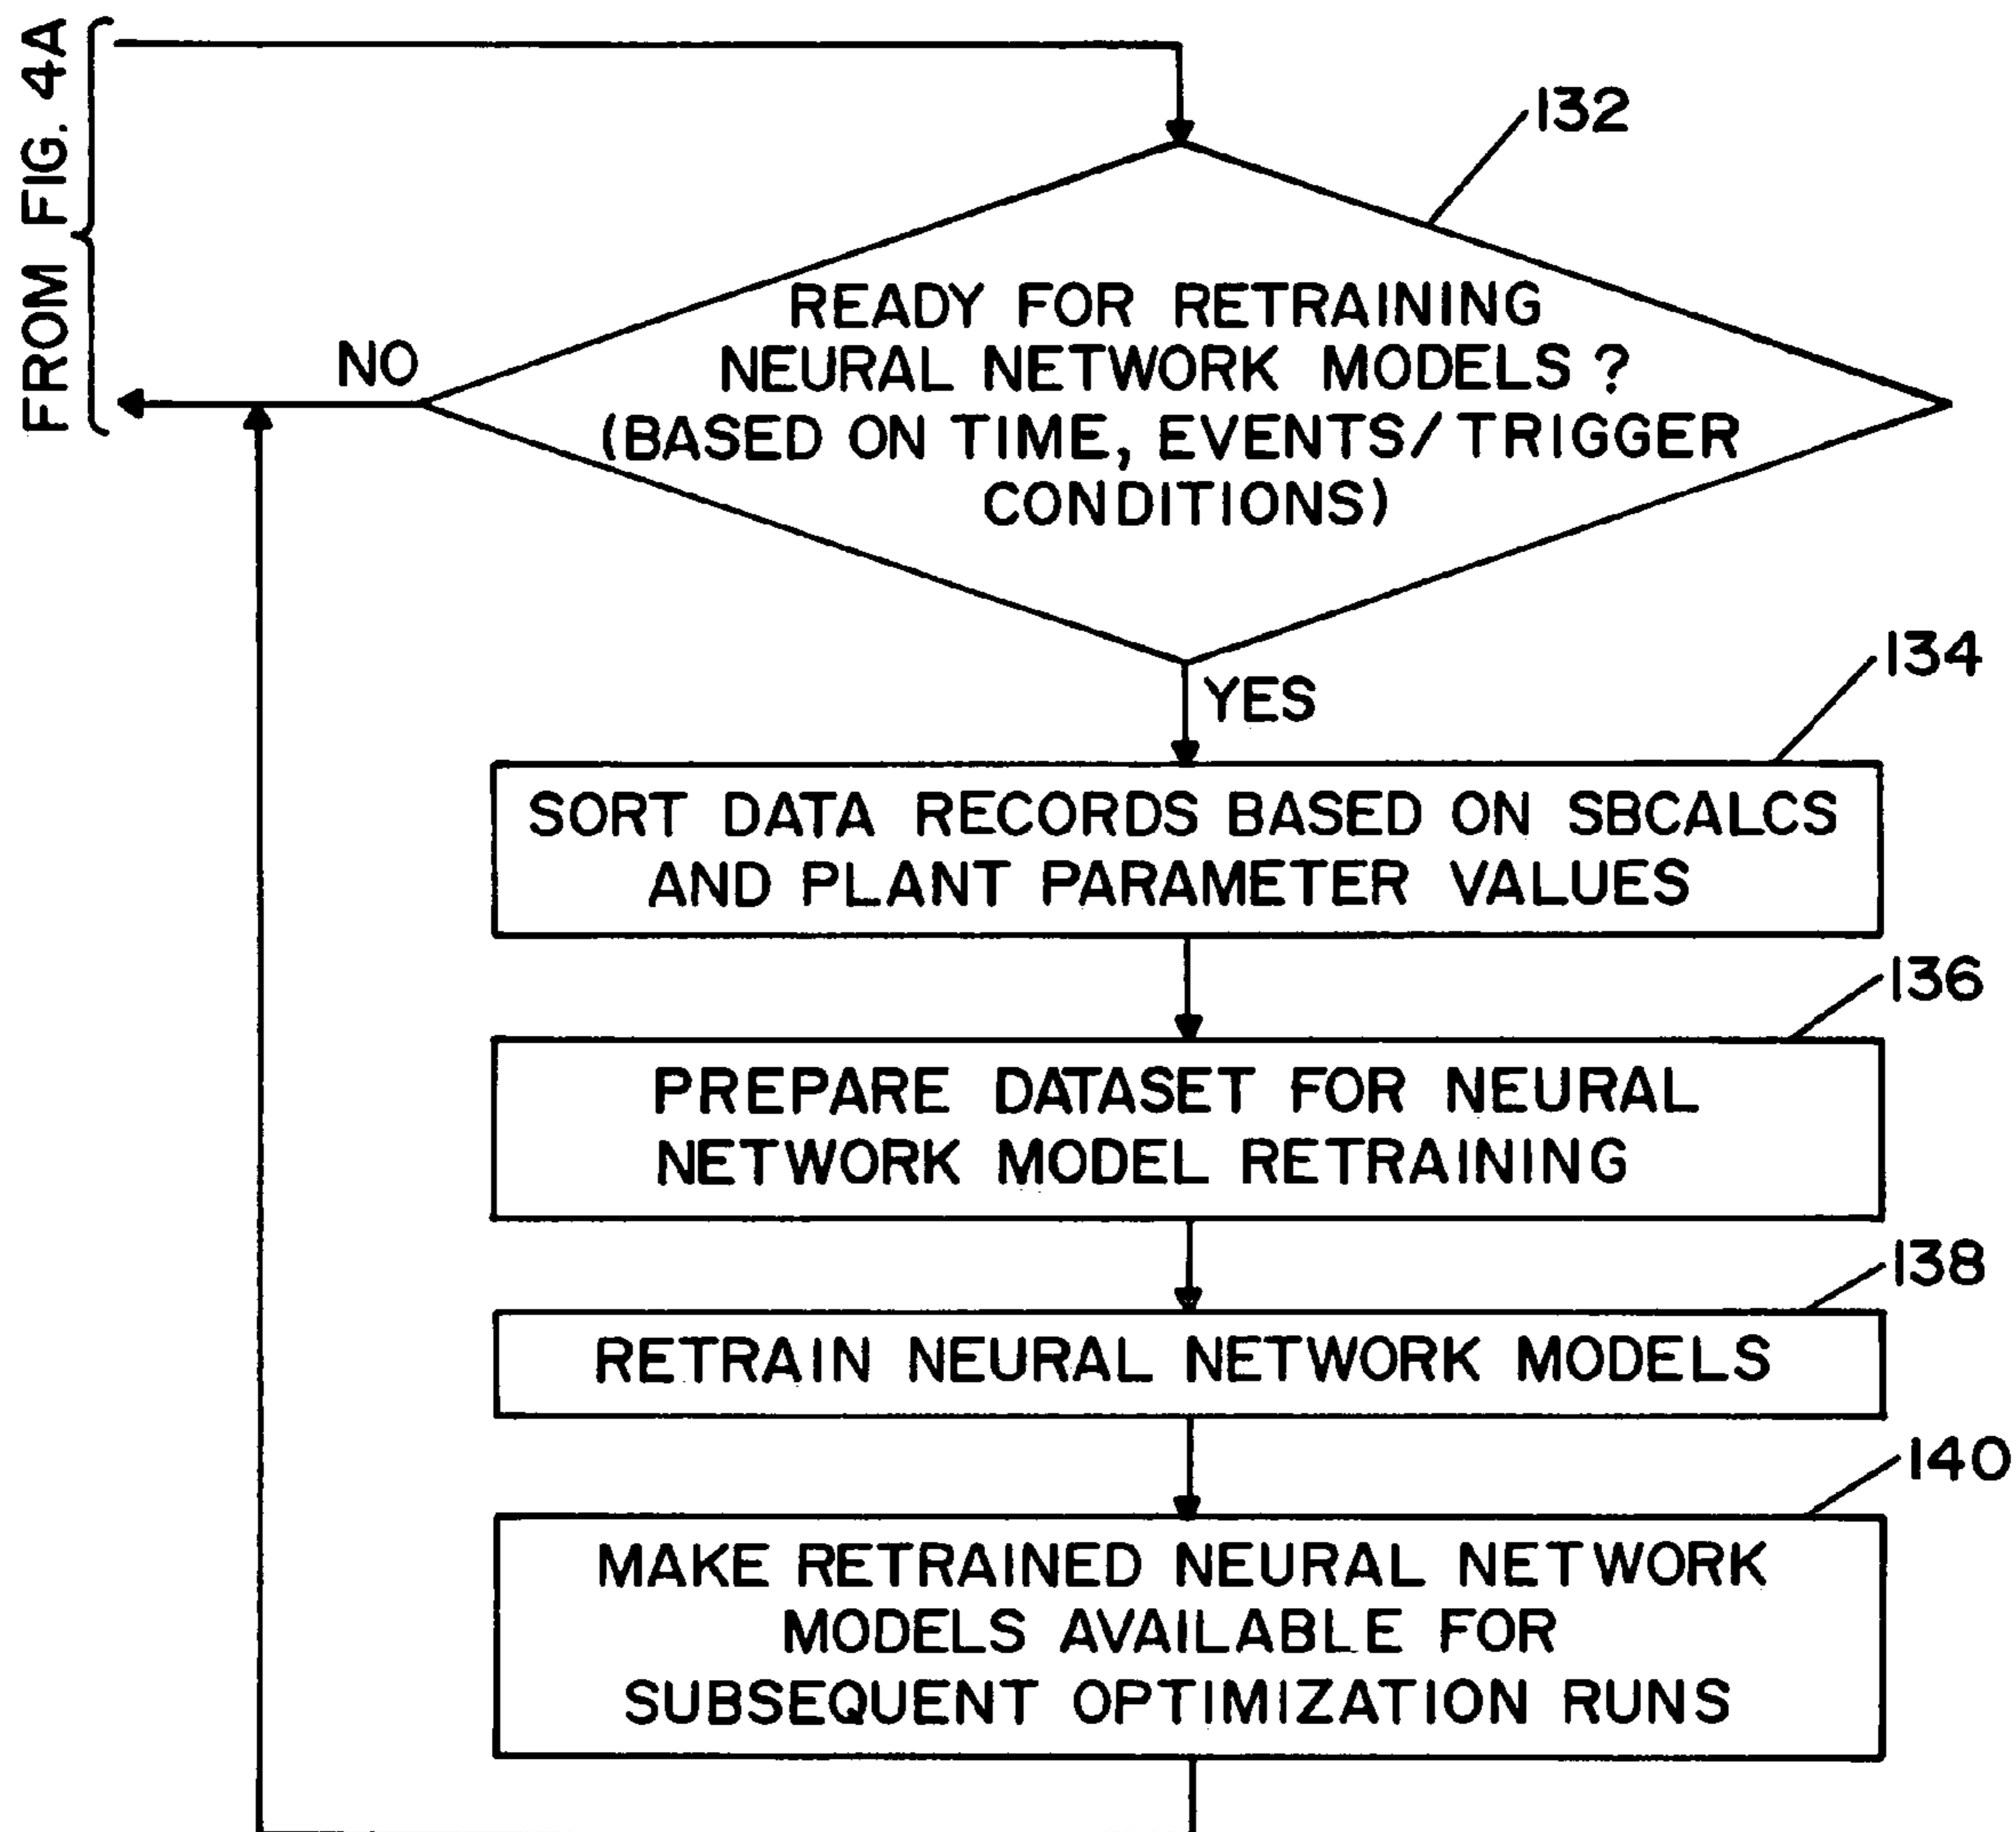 FROM FIG. 4A
132
READY FOR RETRAINING
NEURAL NETWORK MODELS ?
(BASED ON TIME, EVENTS/TRIGGER
CONDITIONS)
NO
YES
134
SORT DATA RECORDS BASED ON SBCALCS
AND PLANT PARAMETER VALUES
136
PREPARE DATASET FOR NEURAL
NETWORK MODEL RETRAINING
138
RETRAIN NEURAL NETWORK MODELS
140
MAKE RETRAINED NEURAL NETWORK
MODELS AVAILABLE FOR
SUBSEQUENT OPTIMIZATION RUNS